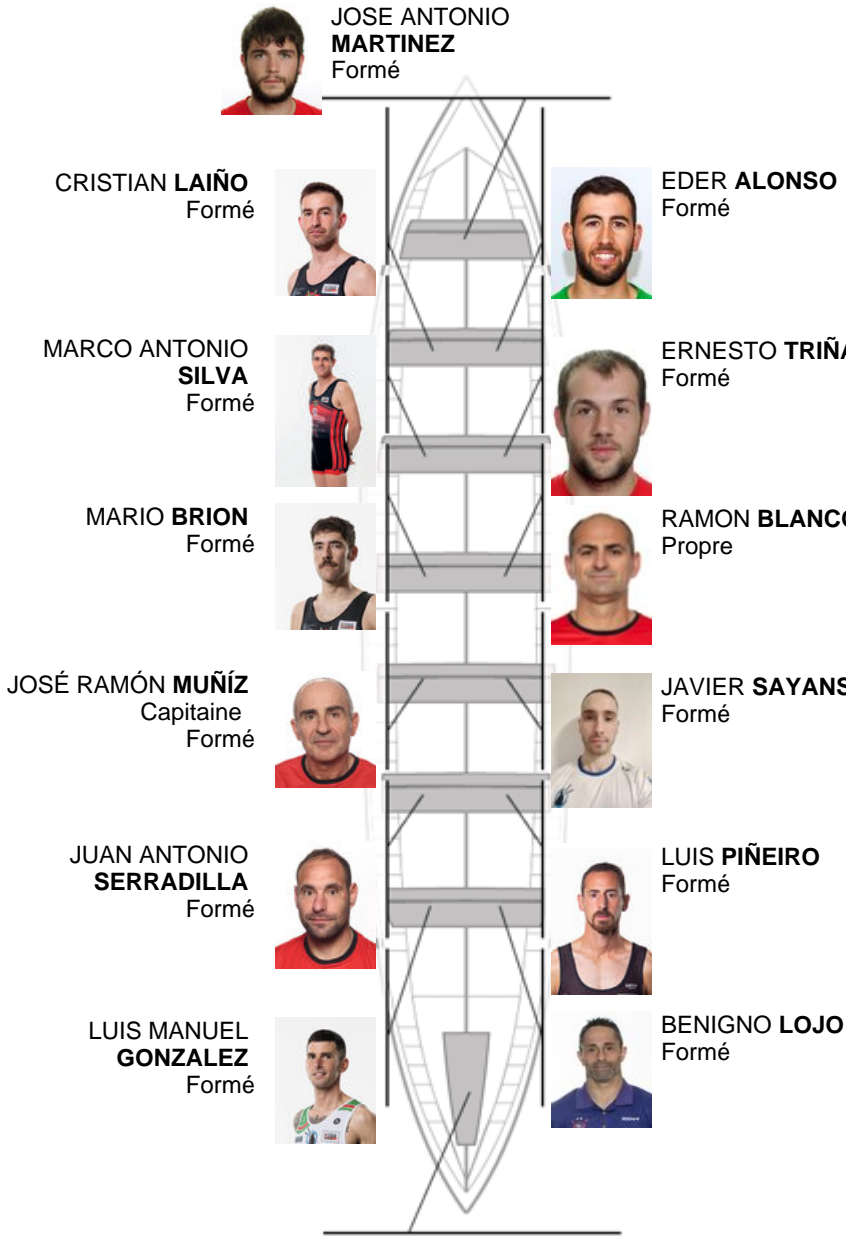 JOSE ANTONIO
MARTINEZ
Formé
CRISTIAN LAIÑO
Formé
EDER ALONSO
Formé
MARCO ANTONIO
SILVA
Formé
ERNESTO
Formé
MARIO BRION
Formé
RAMON BLANCO
Propre
JOSÉ RAMÓN MUÑÍZ
Capitaine
Formé
JAVIER SAYANS
Formé
JUAN ANTONIO
SERRADILLA
Formé
LUIS PIÑEIRO
Formé
LUIS MANUEL
GONZALEZ
Formé
BENIGNO LOJO
Formé